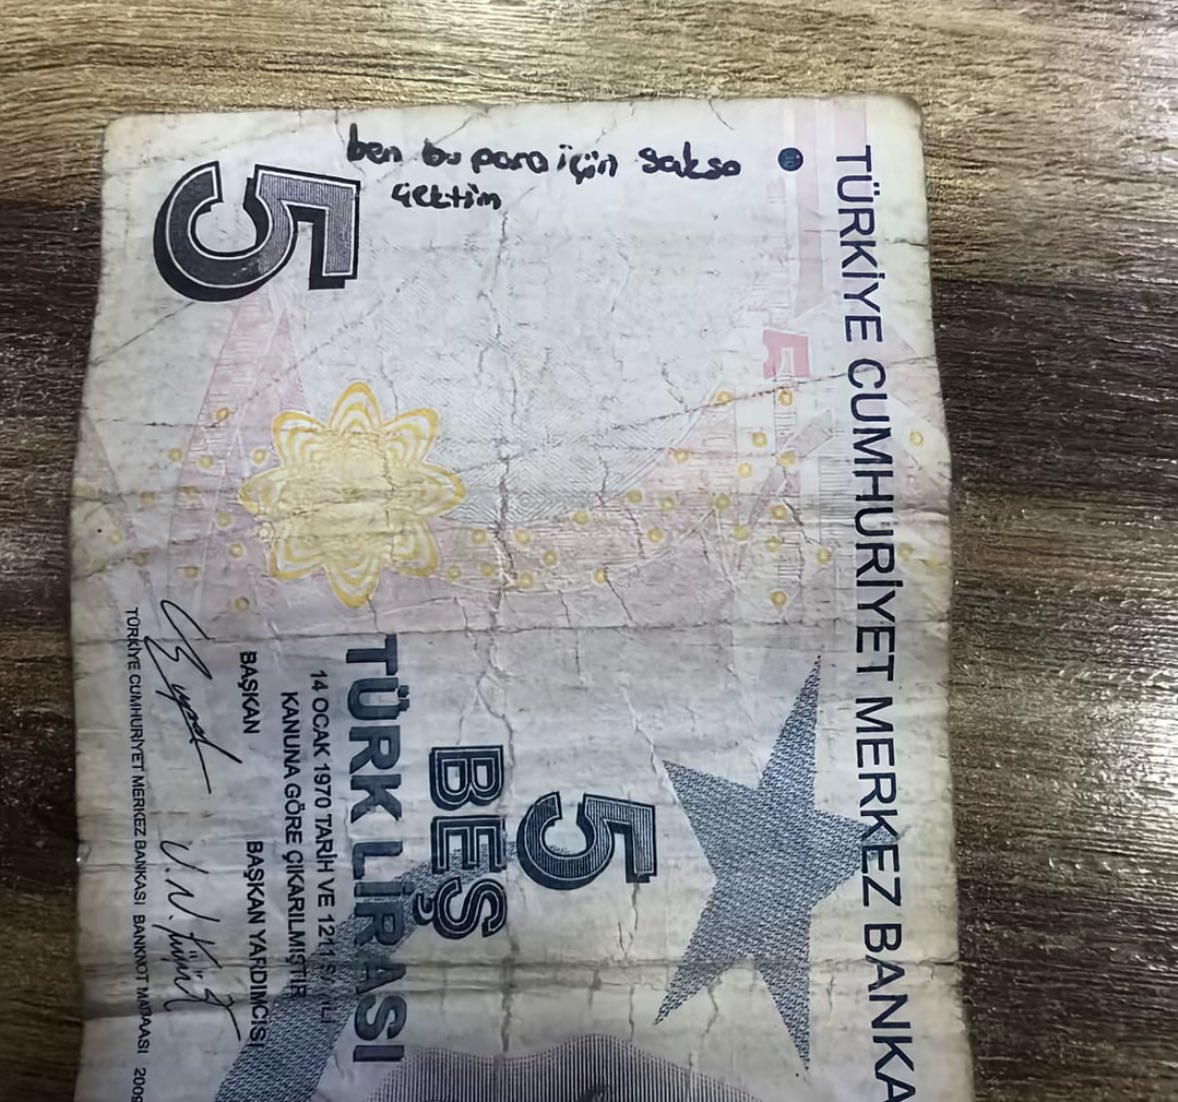 ben bu para için sakso
çektim
5
TÜRKİYE CUMHURİYET MERKEZ BANKA
5
BEŞ
TÜRK LİRASI
14 OCAK 1970 TARİH VE 1211
KANUNA GÖRE ÇIKARILMIŞTIR
BAŞKAN
BAŞKAN YARDIMCISI
TÜRKİYE CUMHURİYET MERKEZ BANKASI BANKNOT MATBAASI 2009